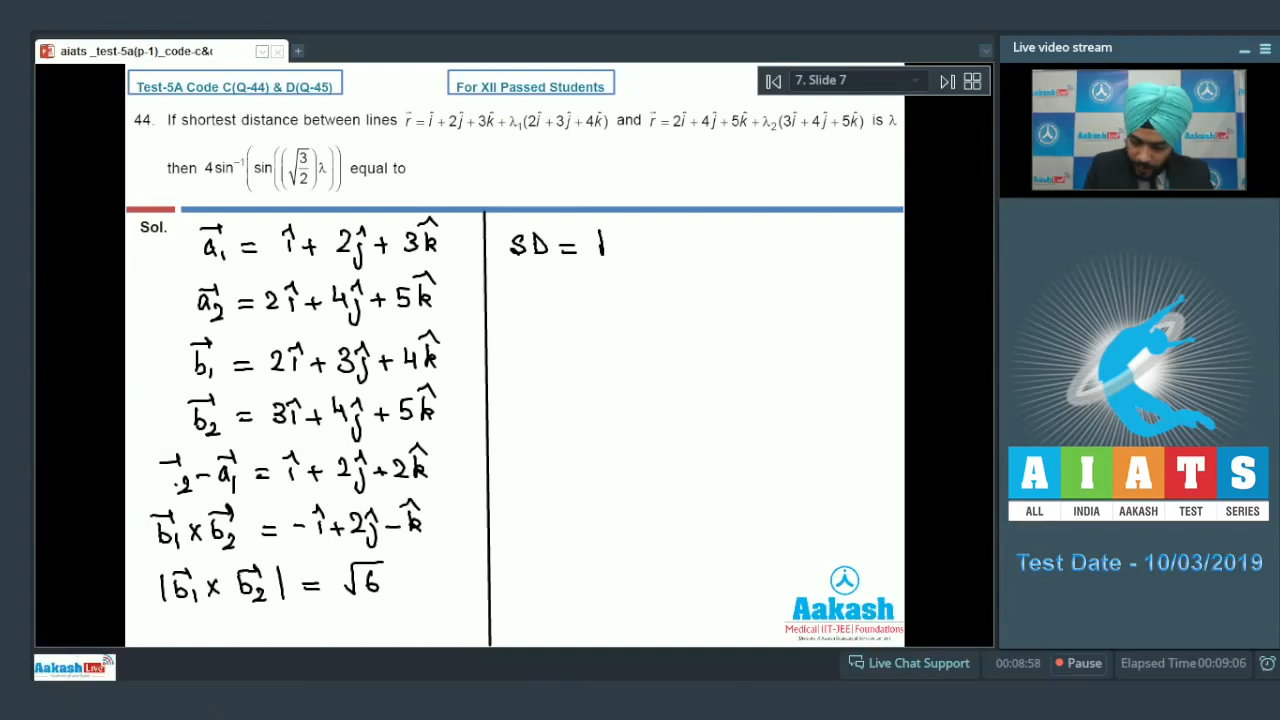 aiats _test-5a(p-1)_code-c&
Live video stream
7. Slide 7
Test-5A Code C(Q-44) & D(Q-45)
For XII Passed Students
44. If shortest distance between lines r⃗ = î + 2ĵ + 3k̂ + λ₁(2î + 3ĵ + 4k̂) and r⃗ = 2î + 4ĵ + 5k̂ + λ₂(3î + 4ĵ + 5k̂) is λ
then 4sin⁻¹(sin((√(3/2))λ)) equal to
Sol.
a⃗₁ = î + 2ĵ + 3k̂
a⃗₂ = 2î + 4ĵ + 5k̂
b⃗₁ = 2î + 3ĵ + 4k̂
b⃗₂ = 3î + 4ĵ + 5k̂
₂ - a⃗₁ = î + 2ĵ + 2k̂
b⃗₁ × b⃗₂ = -î + 2ĵ - k̂
|b⃗₁ × b⃗₂| = √6
SD = |
AakashLive
A I A T S
ALL INDIA AAKASH TEST SERIES
Test Date - 10/03/2019
Aakash
Medical|IIT-JEE|Foundations
Aakash Live
Live Chat Support
00:08:58
Pause
Elapsed Time 00:09:06